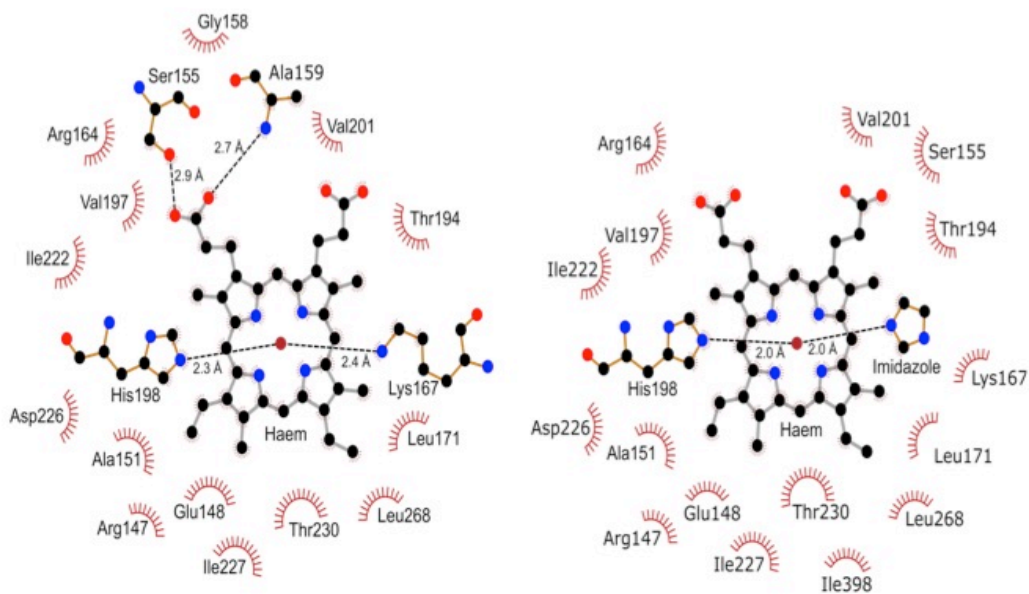 Gly158
Ser155
Ala159
Arg164
Val201
2.7 Å
2.9 Å
Val197
Thr194
Ile222
2.3 Å
2.4 Å
His198
Lys167
Asp226
Haem
Leu171
Ala151
Glu148
Arg147
Thr230
Leu268
Ile227
Val201
Arg164
Ser155
Val197
Thr194
Ile222
2.0 Å
2.0 Å
His198
Imidazole
Lys167
Asp226
Haem
Ala151
Leu171
Glu148
Thr230
Leu268
Arg147
Ile227
Ile398